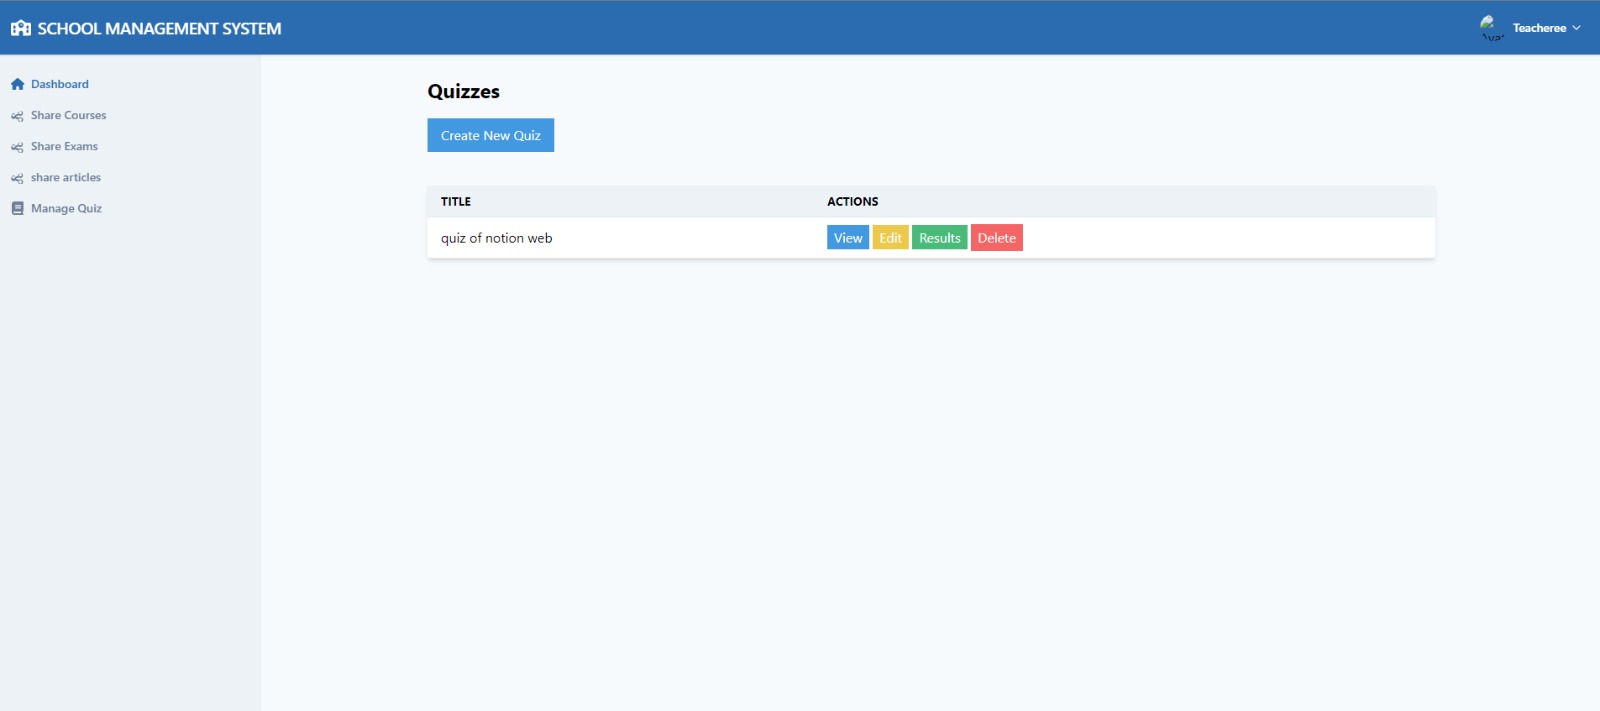 SCHOOL MANAGEMENT SYSTEM
Teacheree
Dashboard
Share Courses
Share Exams
share articles
Manage Quiz
Quizzes
Create New Quiz
TITLE ACTIONS
quiz of notion web View Edit Results Delete